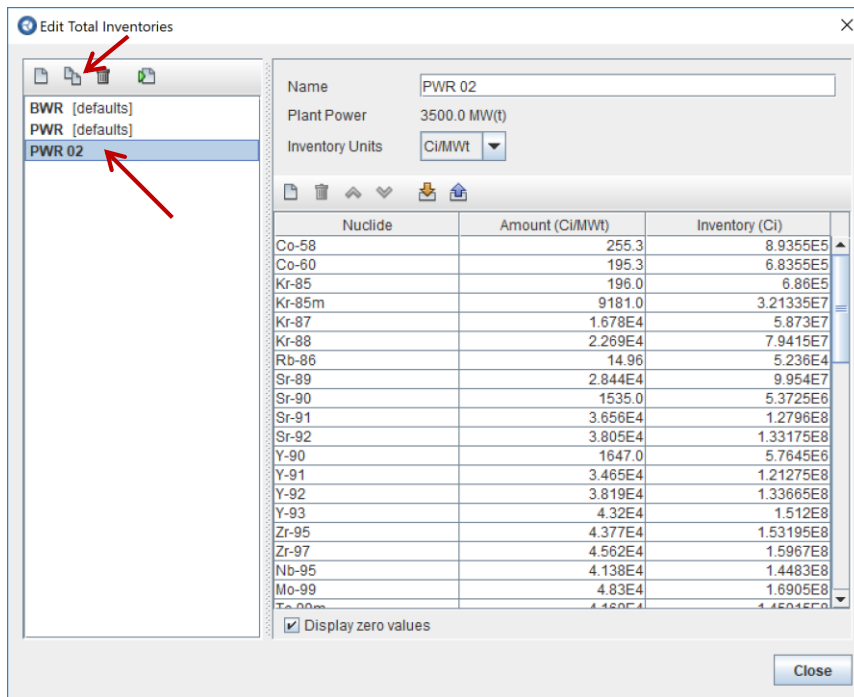 Edit Total Inventories
BWR [defaults]
PWR [defaults]
PWR 02
Name PWR 02
Plant Power 3500.0 MW(t)
Inventory Units Ci/MWt
Nuclide Amount (Ci/MWt) Inventory (Ci)
Co-58 255.3 8.9355E5
Co-60 195.3 6.8355E5
Kr-85 196.0 6.86E5
Kr-85m 9181.0 3.21335E7
Kr-87 1.678E4 5.873E7
Kr-88 2.269E4 7.9415E7
Rb-86 14.96 5.236E4
Sr-89 2.844E4 9.954E7
Sr-90 1535.0 5.3725E6
Sr-91 3.656E4 1.2796E8
Sr-92 3.805E4 1.33175E8
Y-90 1647.0 5.7645E6
Y-91 3.465E4 1.21275E8
Y-92 3.819E4 1.33665E8
Y-93 4.32E4 1.512E8
Zr-95 4.377E4 1.53195E8
Zr-97 4.562E4 1.5967E8
Nb-95 4.138E4 1.4483E8
Mo-99 4.83E4 1.6905E8
Display zero values
Close